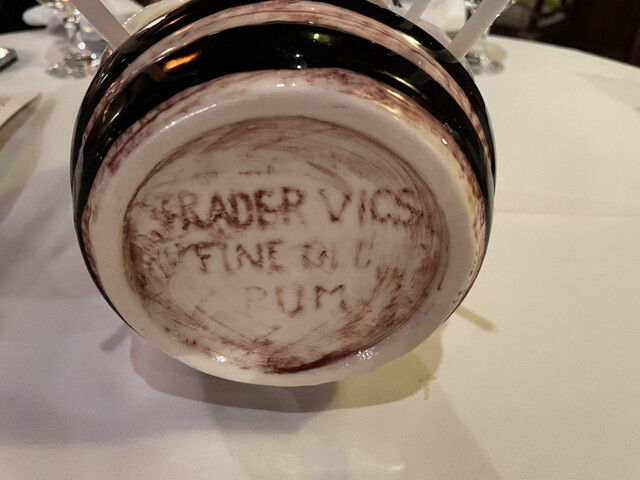 TRADER VICS
FINE OLD
RUM